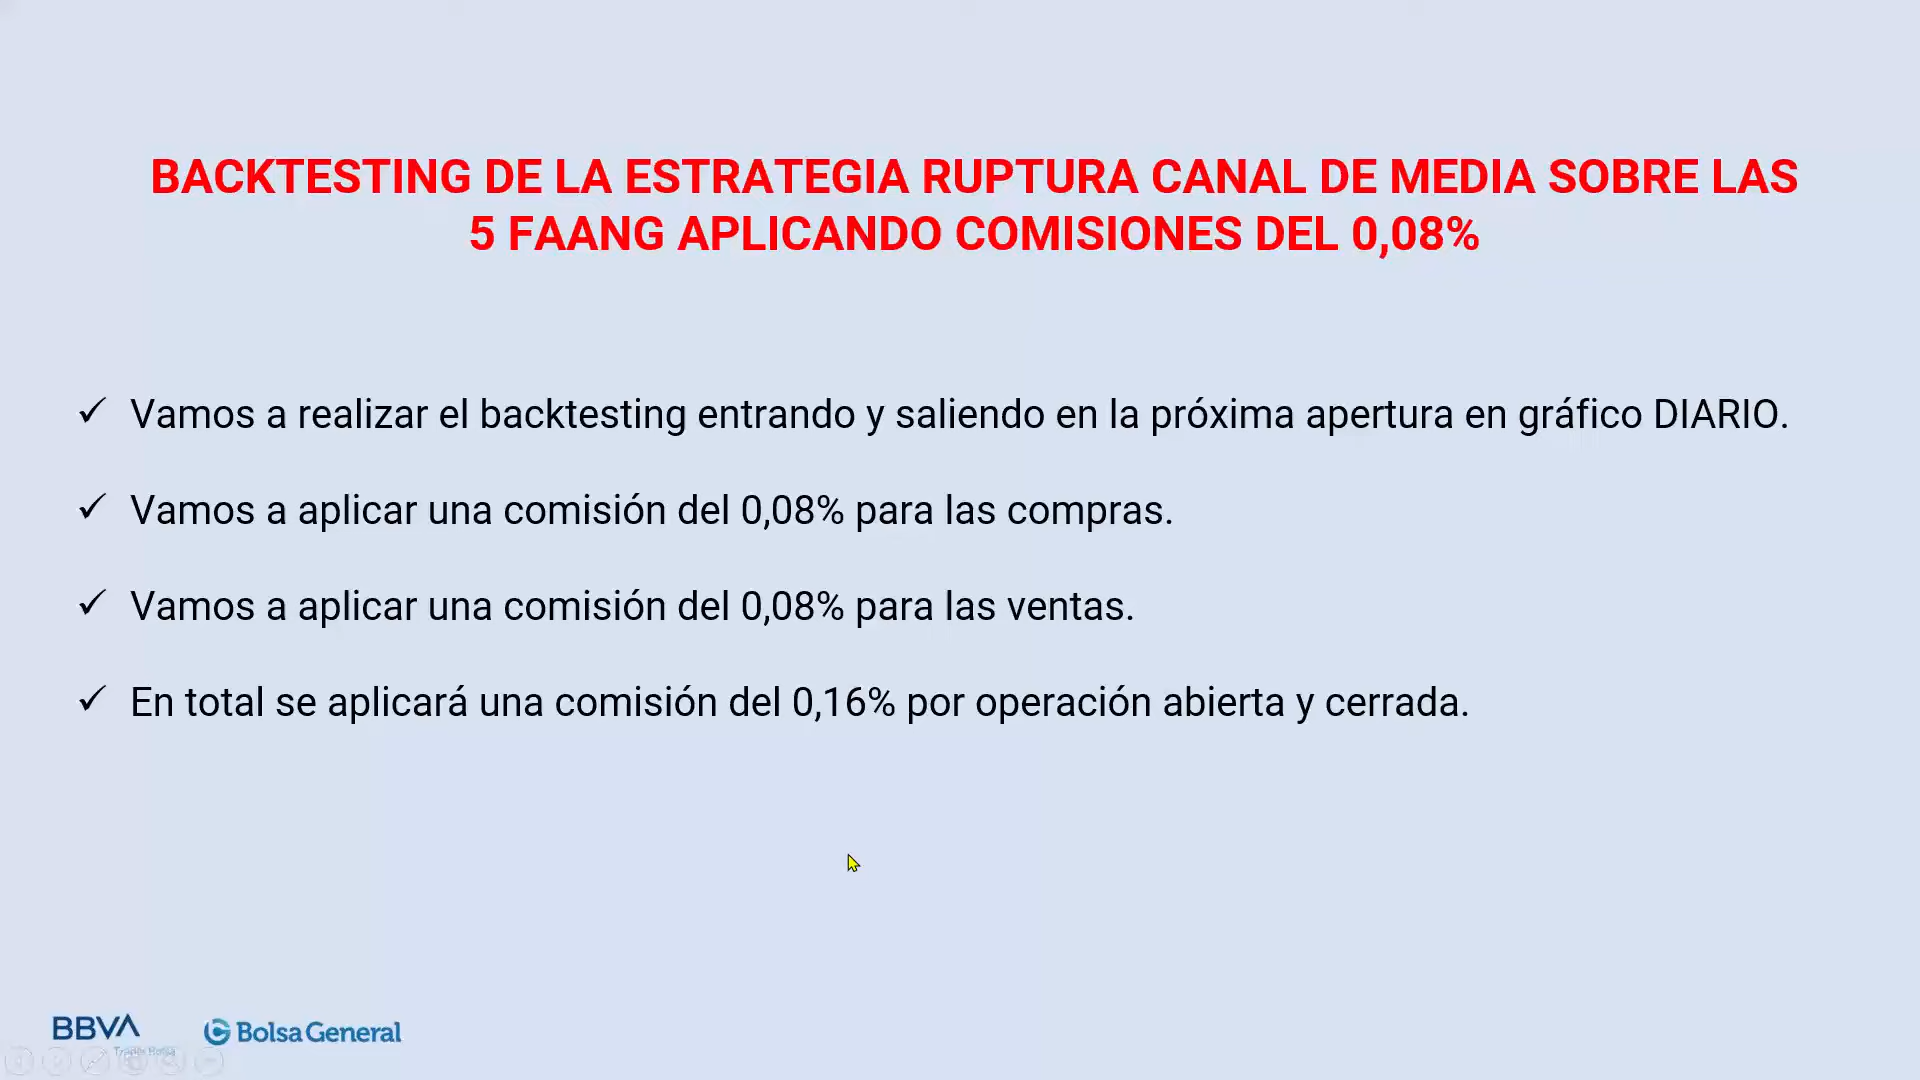 BACKTESTING DE LA ESTRATEGIA RUPTURA CANAL DE MEDIA SOBRE LAS
5 FAANG APLICANDO COMISIONES DEL 0,08%
✓ Vamos a realizar el backtesting entrando y saliendo en la próxima apertura en gráfico DIARIO.
✓ Vamos a aplicar una comisión del 0,08% para las compras.
✓ Vamos a aplicar una comisión del 0,08% para las ventas.
✓ En total se aplicará una comisión del 0,16% por operación abierta y cerrada.
BBVA
Bolsa General